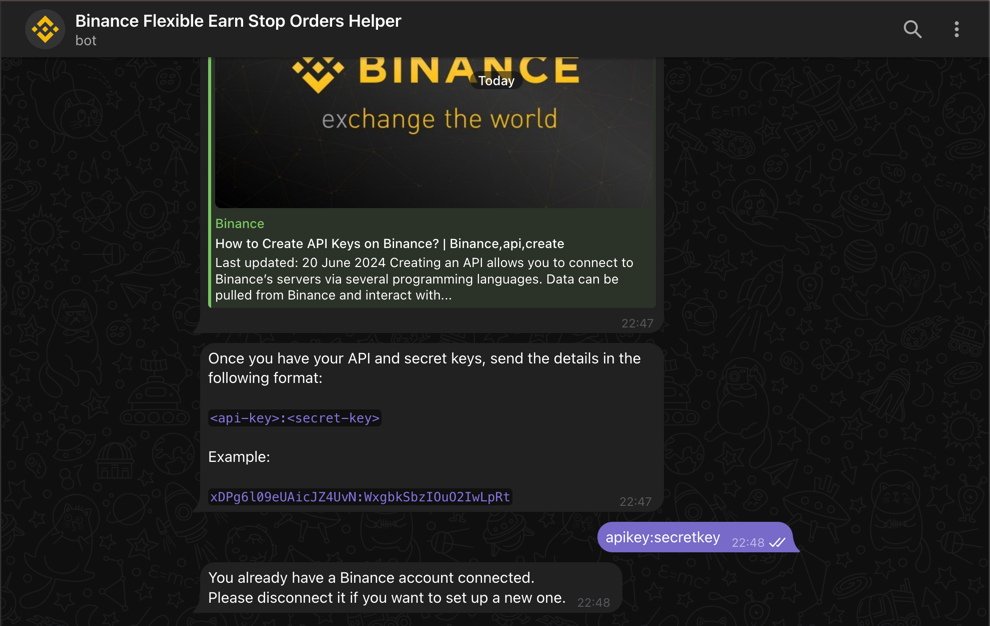 Binance Flexible Earn Stop Orders Helper
bot
BINANCE
Today
exchange the world
Binance
How to Create API Keys on Binance? | Binance,api,create
Last updated: 20 June 2024 Creating an API allows you to connect to
Binance's servers via several programming languages. Data can be
pulled from Binance and interact with...
22:47
Once you have your API and secret keys, send the details in the
following format:
<api-key>:<secret-key>
Example:
xDPg6l09eUAicJZ4UvN:WxgbkSbzIOuO2IwLpRt
22:47
apikey:secretkey 22:48
You already have a Binance account connected.
Please disconnect it if you want to set up a new one. 22:48